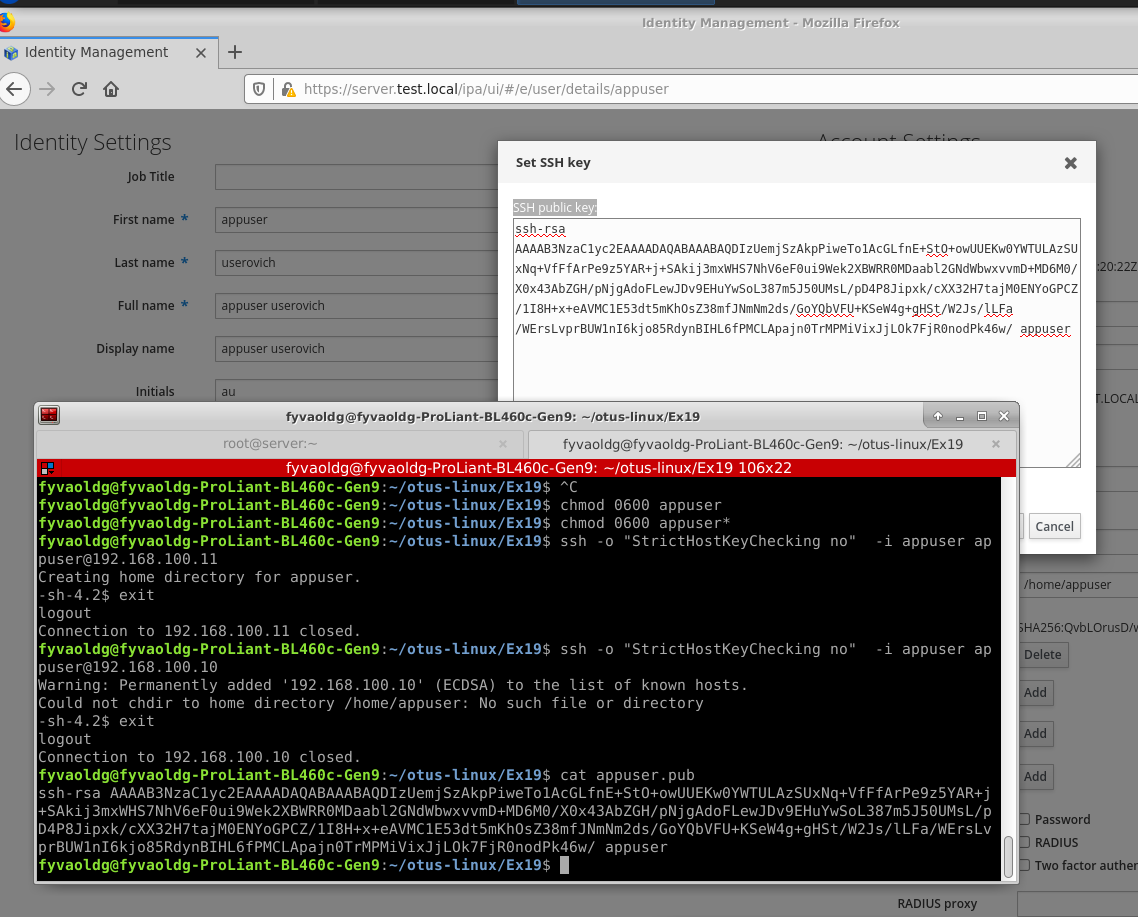 Identity Management - Mozilla Firefox
Identity Management
https://server.test.local/ipa/ui/#/e/user/details/appuser
Identity Settings
Account Settings
Job Title
First name *
appuser
Last name *
userovich
Full name *
appuser userovich
Display name
appuser userovich
Initials
au
Set SSH key
SSH public key:
ssh-rsa
AAAAB3NzaC1yc2EAAAADAQABAAABAQDIzUemjSzAkpPiweTo1AcGLfnE+StO+owUUEKw0YWTULAzSU
xNq+VfFfArPe9z5YAR+j+SAkij3mxWHS7NhV6eF0ui9Wek2XBWRR0MDaabl2GNdWbwxvvmD+MD6M0/
X0x43AbZGH/pNjgAdoFLewJDv9EHuYwSoL387m5J50UMsL/pD4P8Jipxk/cXX32H7tajM0ENYoGPCZ
/1I8H+x+eAVMC1E53dt5mKhOsZ38mfJNmNm2ds/GoYQbVFU+KSeW4g+gHSt/W2Js/lLFa
/WErsLvprBUW1nI6kjo85RdynBIHL6fPMCLApajn0TrMPMiVixJjLOk7FjR0nodPk46w/ appuser
:20:22Z
T.LOCAL
Cancel
/home/appuser
SHA256:QvbLOrusD/v
Delete
Add
Add
Add
Password
RADIUS
Two factor authen
RADIUS proxy
fyvaoldg@fyvaoldg-ProLiant-BL460c-Gen9: ~/otus-linux/Ex19
root@server:~
fyvaoldg@fyvaoldg-ProLiant-BL460c-Gen9: ~/otus-linux/Ex19
fyvaoldg@fyvaoldg-ProLiant-BL460c-Gen9: ~/otus-linux/Ex19 106x22
fyvaoldg@fyvaoldg-ProLiant-BL460c-Gen9:~/otus-linux/Ex19$ ^C
fyvaoldg@fyvaoldg-ProLiant-BL460c-Gen9:~/otus-linux/Ex19$ chmod 0600 appuser
fyvaoldg@fyvaoldg-ProLiant-BL460c-Gen9:~/otus-linux/Ex19$ chmod 0600 appuser*
fyvaoldg@fyvaoldg-ProLiant-BL460c-Gen9:~/otus-linux/Ex19$ ssh -o "StrictHostKeyChecking no"  -i appuser ap
puser@192.168.100.11
Creating home directory for appuser.
-sh-4.2$ exit
logout
Connection to 192.168.100.11 closed.
fyvaoldg@fyvaoldg-ProLiant-BL460c-Gen9:~/otus-linux/Ex19$ ssh -o "StrictHostKeyChecking no"  -i appuser ap
puser@192.168.100.10
Warning: Permanently added '192.168.100.10' (ECDSA) to the list of known hosts.
Could not chdir to home directory /home/appuser: No such file or directory
-sh-4.2$ exit
logout
Connection to 192.168.100.10 closed.
fyvaoldg@fyvaoldg-ProLiant-BL460c-Gen9:~/otus-linux/Ex19$ cat appuser.pub
ssh-rsa AAAAB3NzaC1yc2EAAAADAQABAAABAQDIzUemjSzAkpPiweTo1AcGLfnE+StO+owUUEKw0YWTULAzSUxNq+VfFfArPe9z5YAR+j
+SAkij3mxWHS7NhV6eF0ui9Wek2XBWRR0MDaabl2GNdWbwxvvmD+MD6M0/X0x43AbZGH/pNjgAdoFLewJDv9EHuYwSoL387m5J50UMsL/p
D4P8Jipxk/cXX32H7tajM0ENYoGPCZ/1I8H+x+eAVMC1E53dt5mKhOsZ38mfJNmNm2ds/GoYQbVFU+KSeW4g+gHSt/W2Js/lLFa/WErsLv
prBUW1nI6kjo85RdynBIHL6fPMCLApajn0TrMPMiVixJjLOk7FjR0nodPk46w/ appuser
fyvaoldg@fyvaoldg-ProLiant-BL460c-Gen9:~/otus-linux/Ex19$